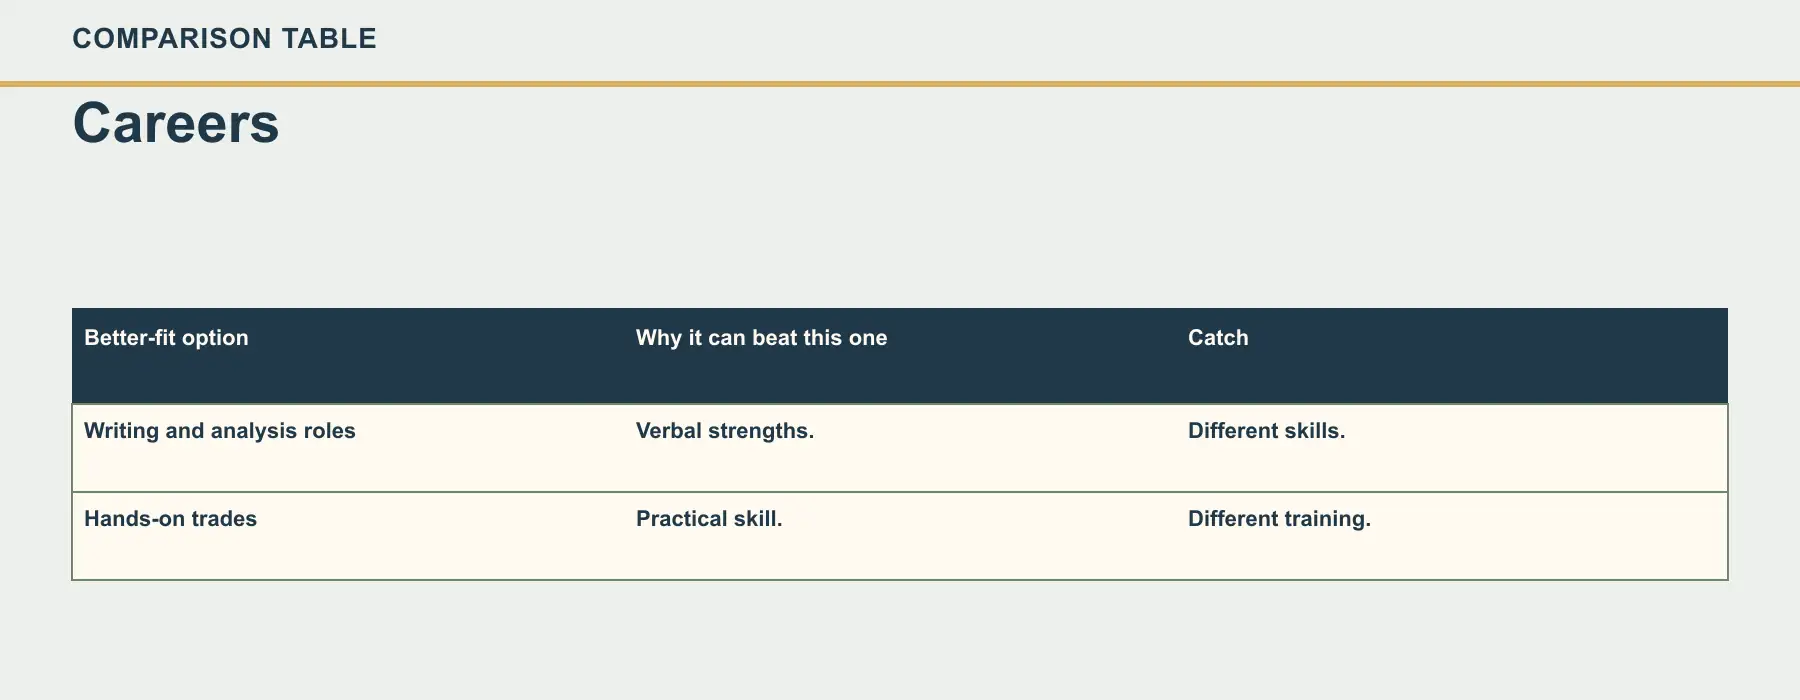 COMPARISON TABLE
Careers
Better-fit option Why it can beat this one Catch
Writing and analysis roles Verbal strengths. Different skills.
Hands-on trades Practical skill. Different training.